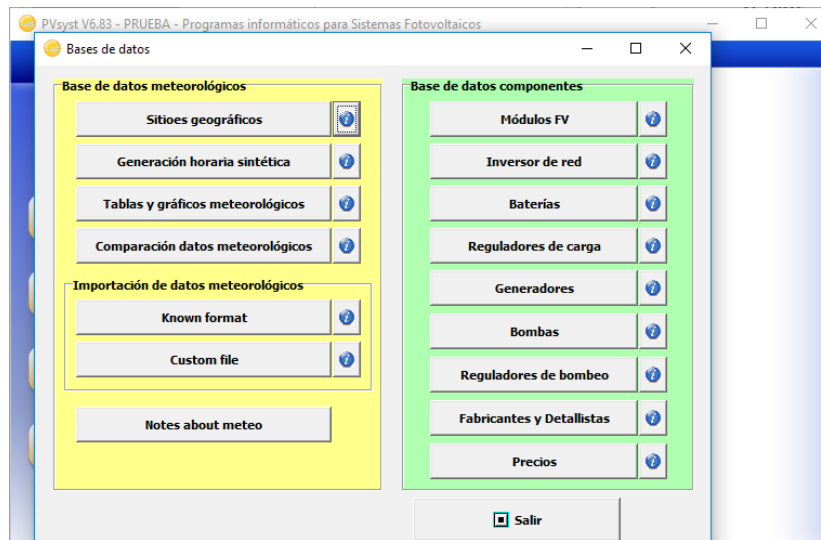 PVsyst V6.83 - PRUEBA - Programas informáticos para Sistemas Fotovoltaicos
Bases de datos
Base de datos meteorológicos
Sitioes geográficos
Generación horaria sintética
Tablas y gráficos meteorológicos
Comparación datos meteorológicos
Importación de datos meteorológicos
Known format
Custom file
Notes about meteo
Base de datos componentes
Módulos FV
Inversor de red
Baterías
Reguladores de carga
Generadores
Bombas
Reguladores de bombeo
Fabricantes y Detallistas
Precios
Salir